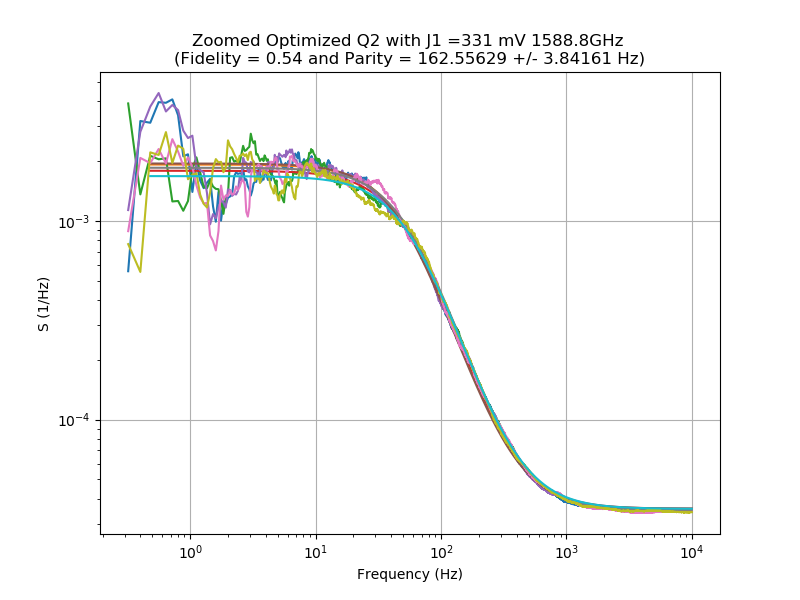 Zoomed Optimized Q2 with J1 =331 mV 1588.8GHz
(Fidelity = 0.54 and Parity = 162.55629 +/- 3.84161 Hz)
S (1/Hz)
10⁻³
10⁻⁴
10⁰ 10¹ 10² 10³ 10⁴
Frequency (Hz)